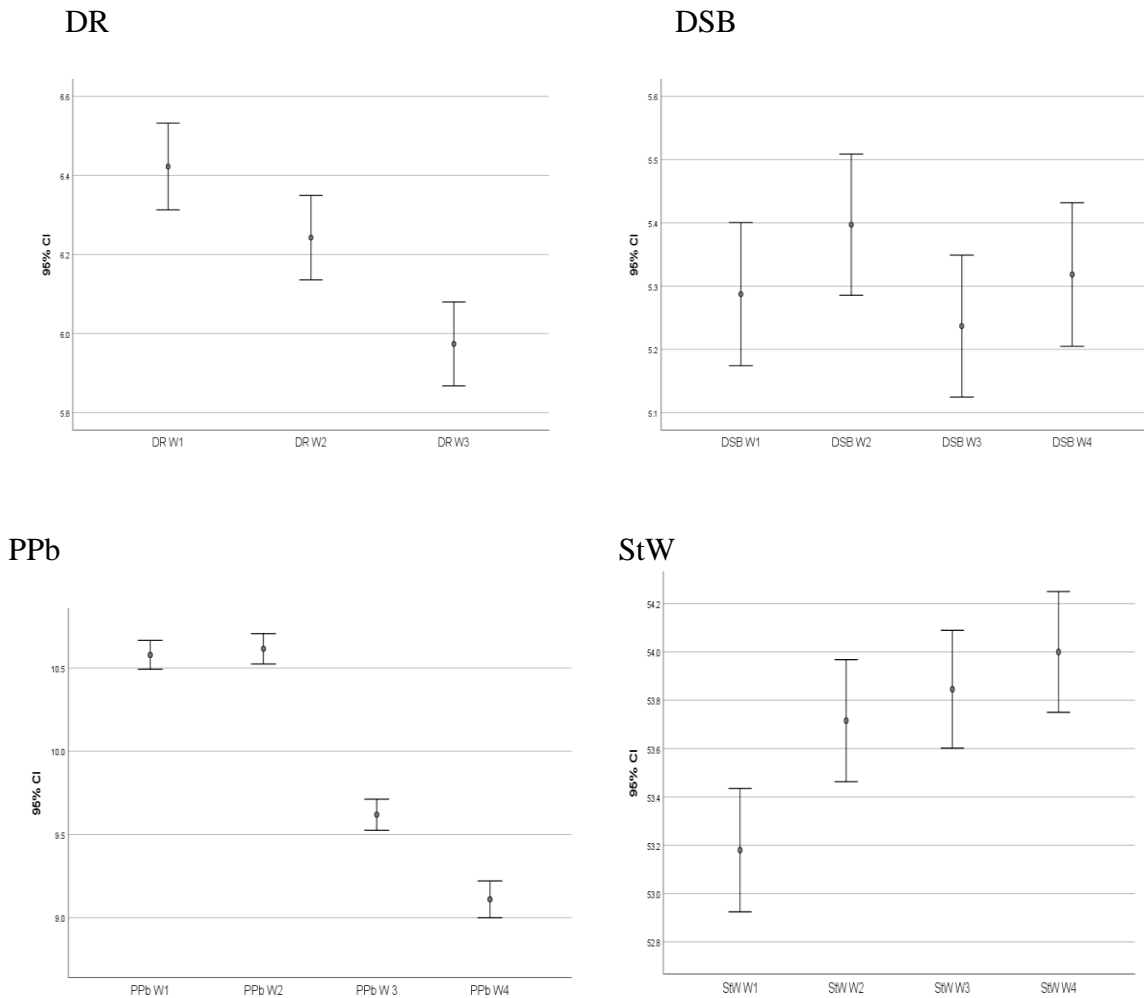 DR
6.6
6.4
6.2
6.0
5.8
95% CI
DR W1 DR W2 DR W3
DSB
5.6
5.5
5.4
5.3
5.2
5.1
95% CI
DSB W1 DSB W2 DSB W3 DSB W4
PPb
10.5
10.0
9.5
9.0
95% CI
PPb W1 PPb W2 PPb W 3 PPb W4
StW
54.2
54.0
53.8
53.6
53.4
53.2
53.0
52.8
95% CI
StW W1 StW W2 StW W3 StW W4